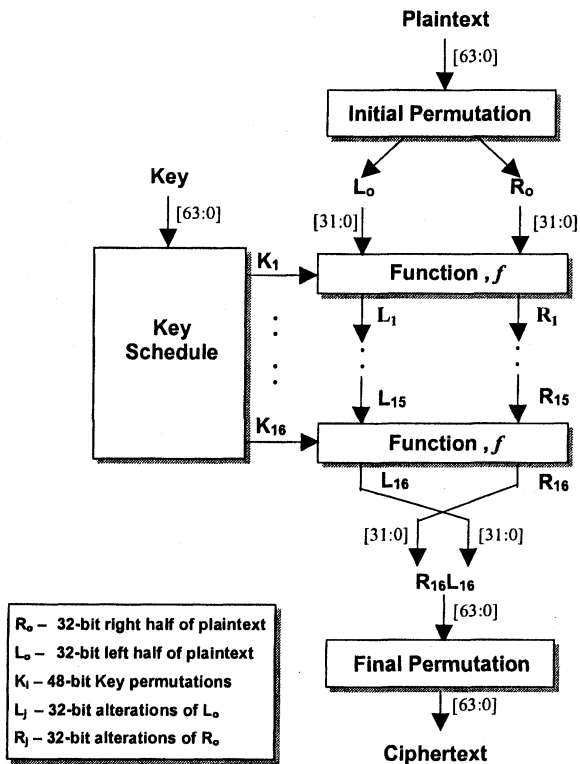 Plaintext
[63:0]
Initial Permutation
Key
Lo
Ro
[63:0]
[31:0]
[31:0]
K1
Function , f
Key
Schedule
L1
R1
L15
R15
K16
Function , f
L16
R16
[31:0]
[31:0]
R16L16
[63:0]
Final Permutation
[63:0]
Ciphertext
Ro – 32-bit right half of plaintext
Lo – 32-bit left half of plaintext
Ki – 48-bit Key permutations
Lj – 32-bit alterations of Lo
Rj – 32-bit alterations of Ro